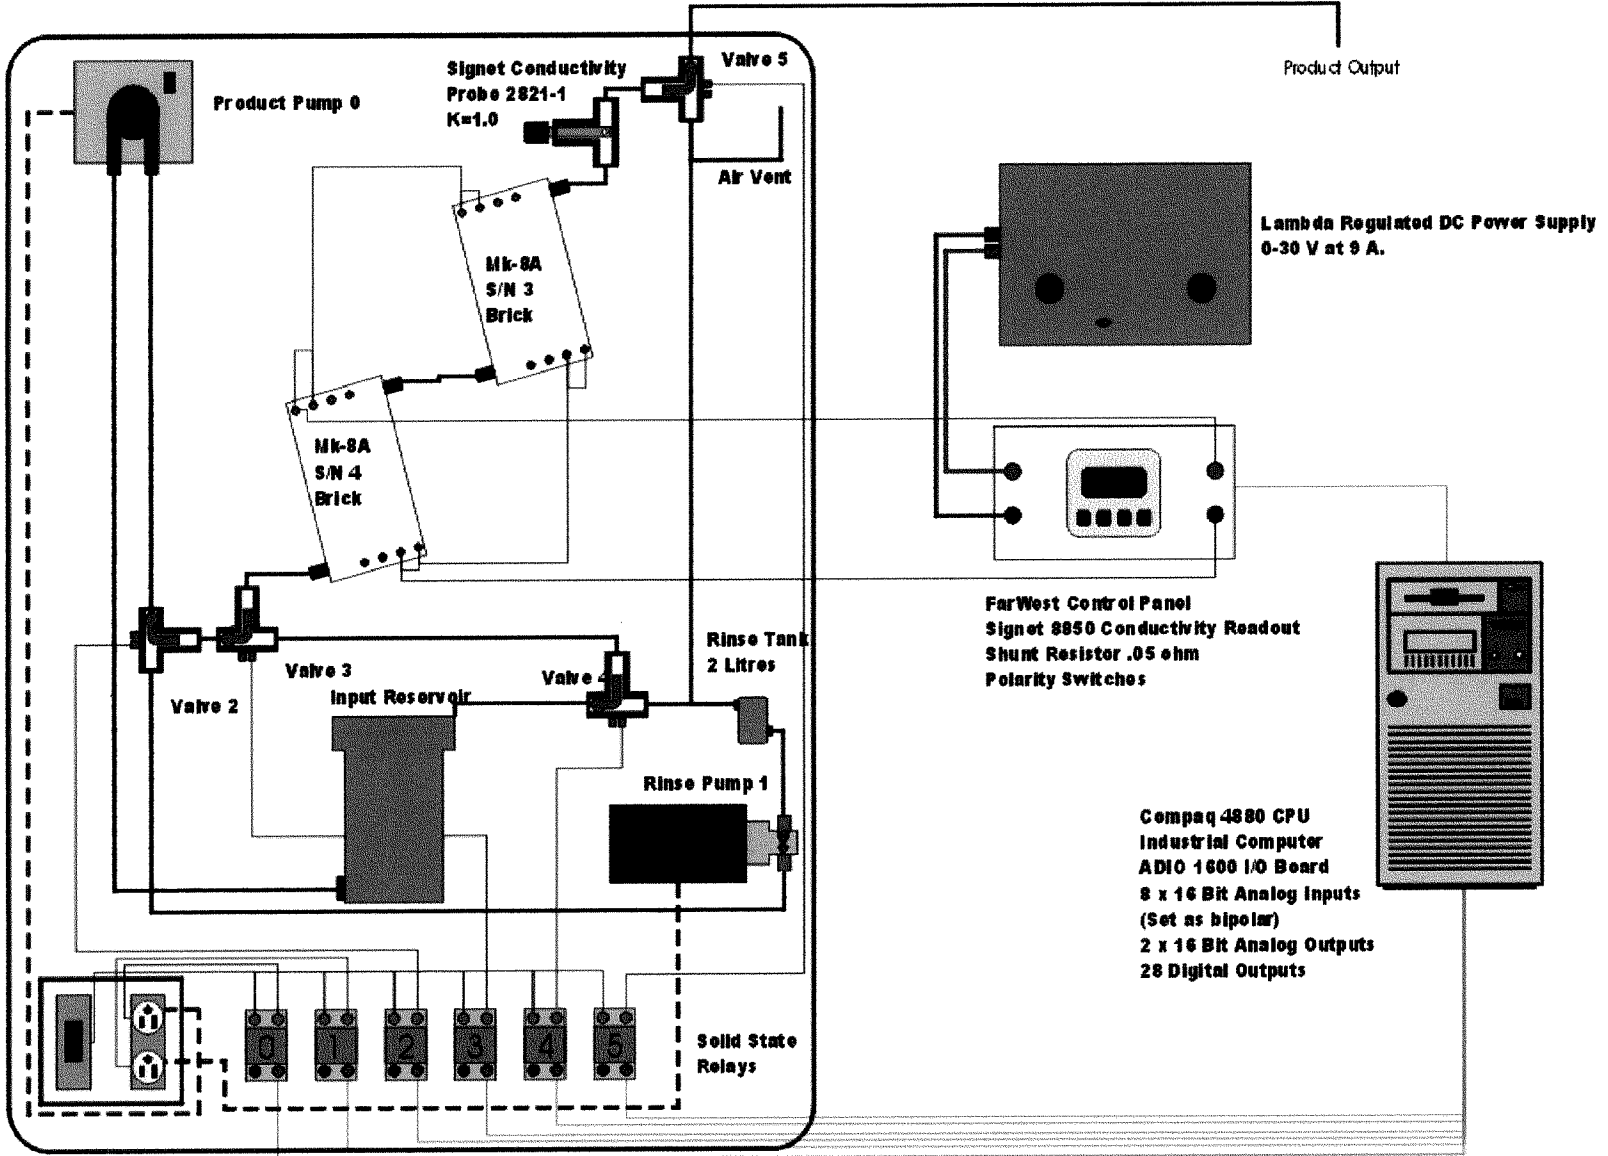 Product Pump 0
Signet Conductivity
Probe 2821-1
K=1.0
Valve 5
Product Output
Air Vent
Mk-8A
S/N 3
Brick
Lambda Regulated DC Power Supply
0-30 V at 9 A.
Mk-8A
S/N 4
Brick
FarWest Control Panel
Signet 8850 Conductivity Readout
Shunt Resistor .05 ohm
Polarity Switches
Rinse Tank
2 Litres
Valve 3
Valve 4
Valve 2
Input Reservoir
Rinse Pump 1
Compaq 4880 CPU
Industrial Computer
ADIO 1600 I/O Board
8 x 16 Bit Analog Inputs
(Set as bipolar)
2 x 16 Bit Analog Outputs
28 Digital Outputs
0 1 2 3 4 5
Solid State
Relays